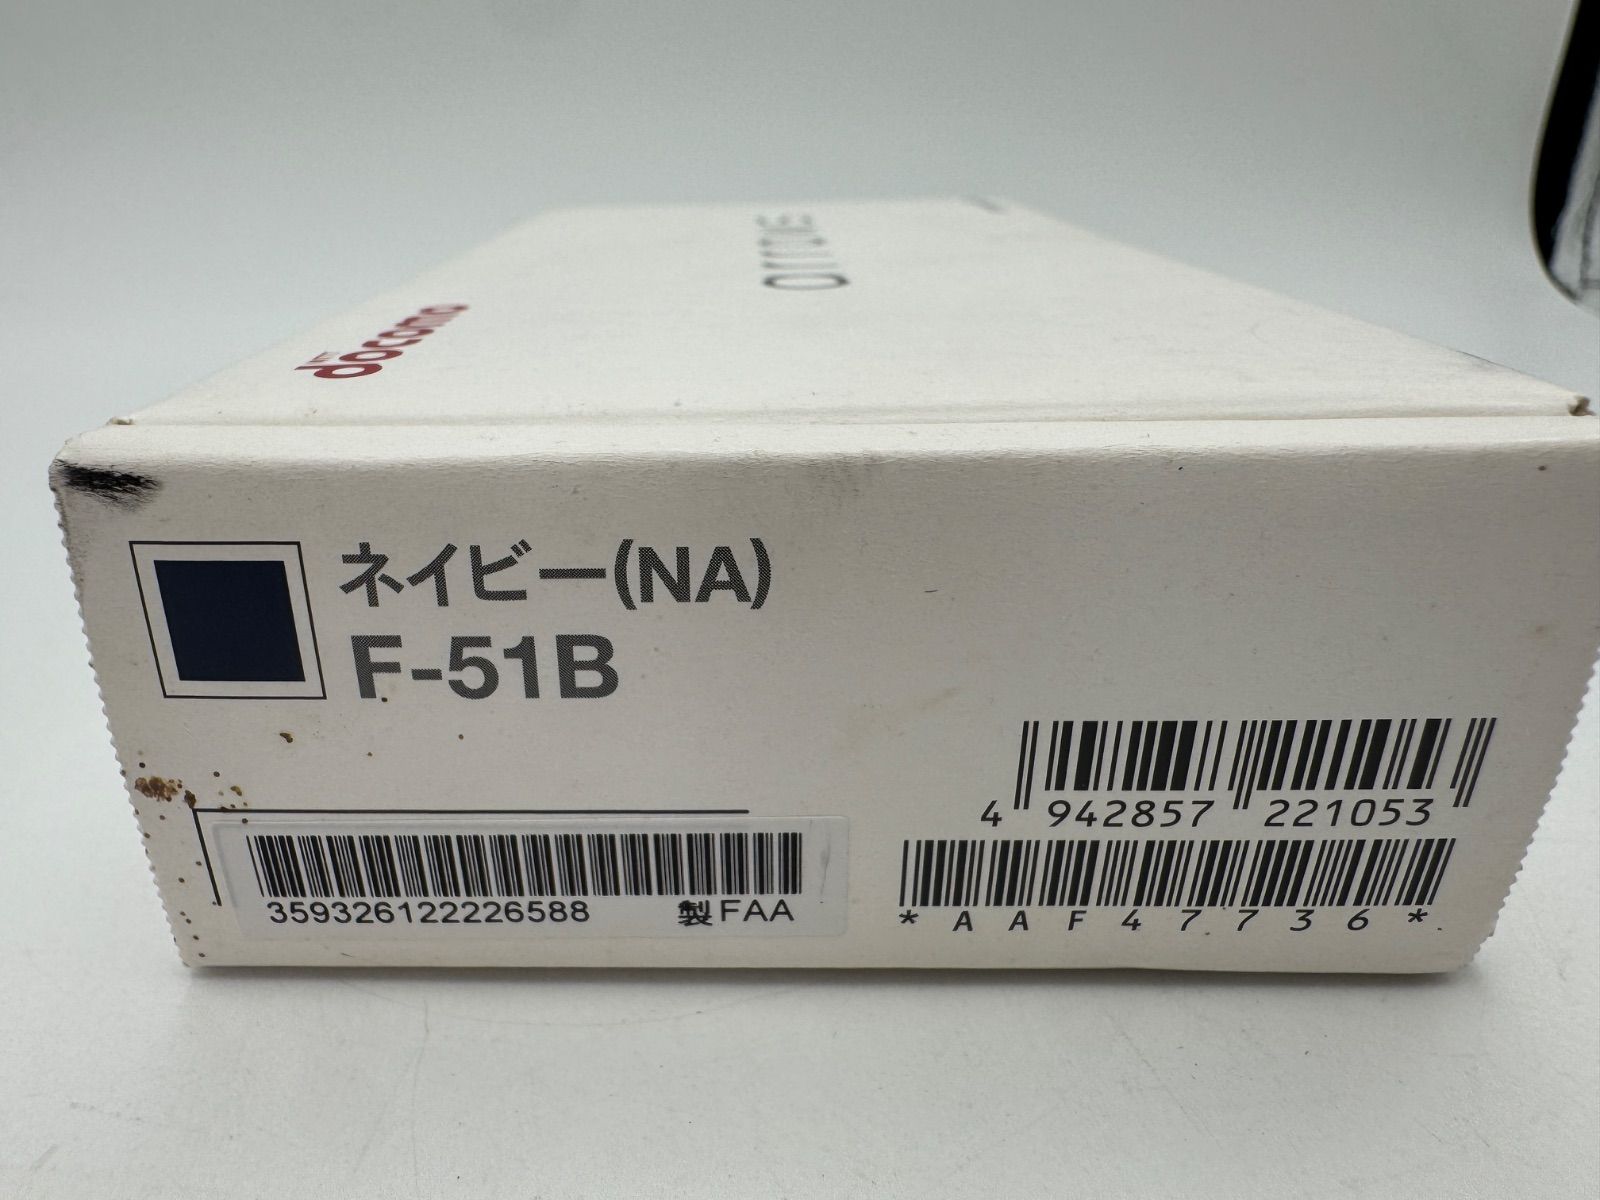 docomo
arrows
ネイビー(NA)
F-51B
4 942857 221053
359326122226588 製FAA
*AAF47736*